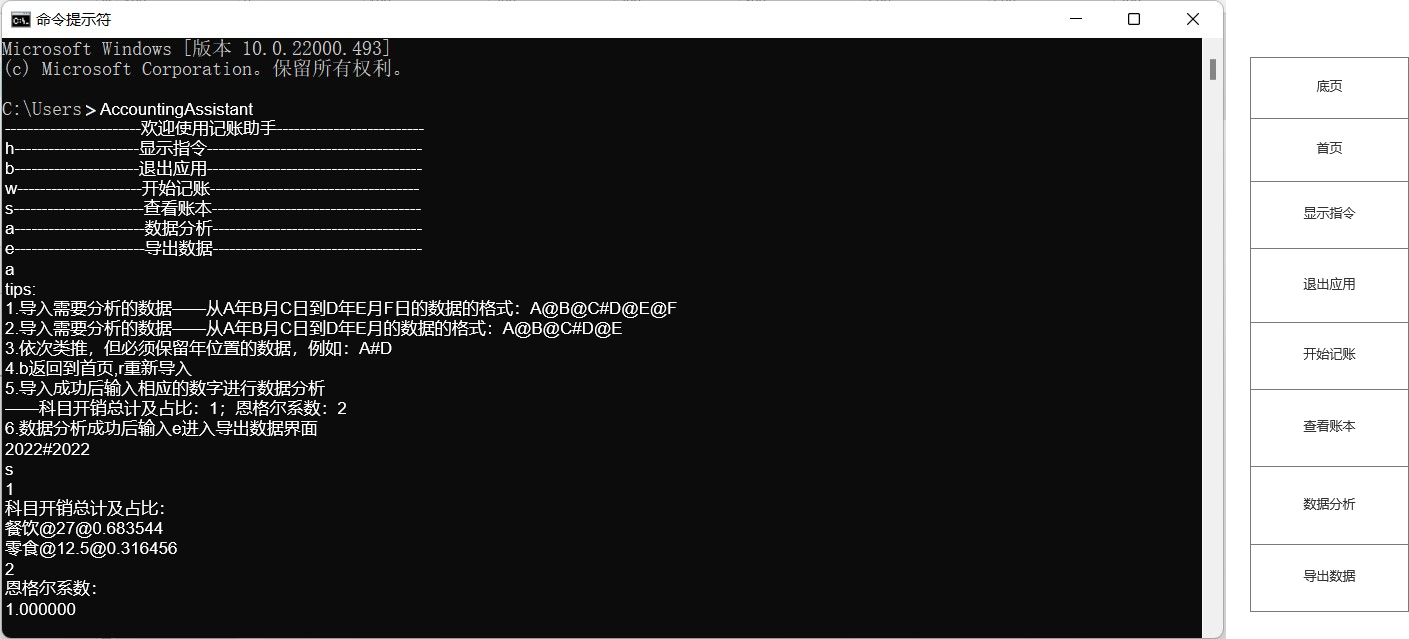 命令提示符
Microsoft Windows [版本 10.0.22000.493]
(c) Microsoft Corporation。保留所有权利。
C:\Users > AccountingAssistant
------------------------欢迎使用记账助手--------------------------
h----------------------显示指令--------------------------------------
b----------------------退出应用--------------------------------------
w----------------------开始记账-------------------------------------
s-----------------------查看账本-------------------------------------
a-----------------------数据分析-------------------------------------
e-----------------------导出数据-------------------------------------
a
tips:
1.导入需要分析的数据——从A年B月C日到D年E月F日的数据的格式：A@B@C#D@E@F
2.导入需要分析的数据——从A年B月C日到D年E月的数据的格式：A@B@C#D@E
3.依次类推，但必须保留年位置的数据，例如：A#D
4.b返回到首页,r重新导入
5.导入成功后输入相应的数字进行数据分析
——科目开销总计及占比：1；恩格尔系数：2
6.数据分析成功后输入e进入导出数据界面
2022#2022
s
1
科目开销总计及占比：
餐饮@27@0.683544
零食@12.5@0.316456
2
恩格尔系数：
1.000000
底页
首页
显示指令
退出应用
开始记账
查看账本
数据分析
导出数据